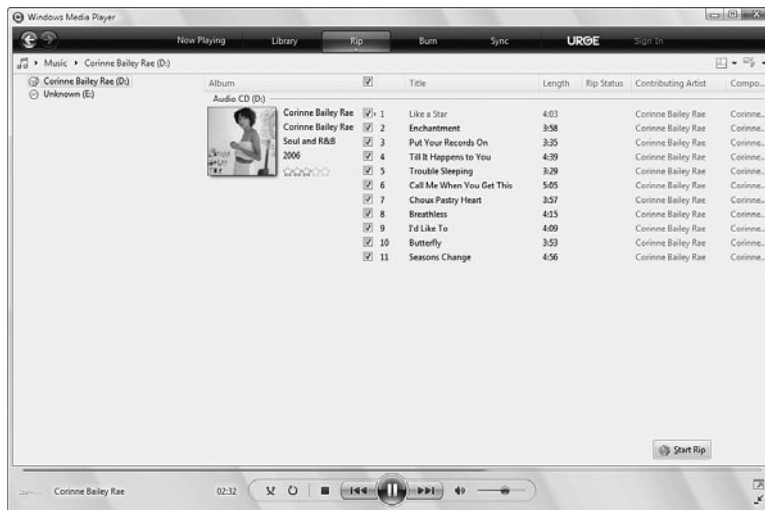 Windows Media Player
Now Playing Library Rip Burn Sync URGE Sign In
Music Corinne Bailey Rae (D:)
Corinne Bailey Rae (D:)
Unknown (E:)
Album Title Length Rip Status Contributing Artist Compo...
Audio CD (D:)
Corinne Bailey Rae
Corinne Bailey Rae
Soul and R&B
2006
1 Like a Star 4:03 Corinne Bailey Rae Corinne...
2 Enchantment 3:58 Corinne Bailey Rae Corinne...
3 Put Your Records On 3:35 Corinne Bailey Rae Corinne...
4 Till It Happens to You 4:39 Corinne Bailey Rae Corinne...
5 Trouble Sleeping 3:29 Corinne Bailey Rae Corinne...
6 Call Me When You Get This 5:05 Corinne Bailey Rae Corinne...
7 Choux Pastry Heart 3:57 Corinne Bailey Rae Corinne...
8 Breathless 4:15 Corinne Bailey Rae Corinne...
9 I'd Like To 4:09 Corinne Bailey Rae Corinne...
10 Butterfly 3:53 Corinne Bailey Rae Corinne...
11 Seasons Change 4:56 Corinne Bailey Rae Corinne...
Start Rip
Corinne Bailey Rae 02:32